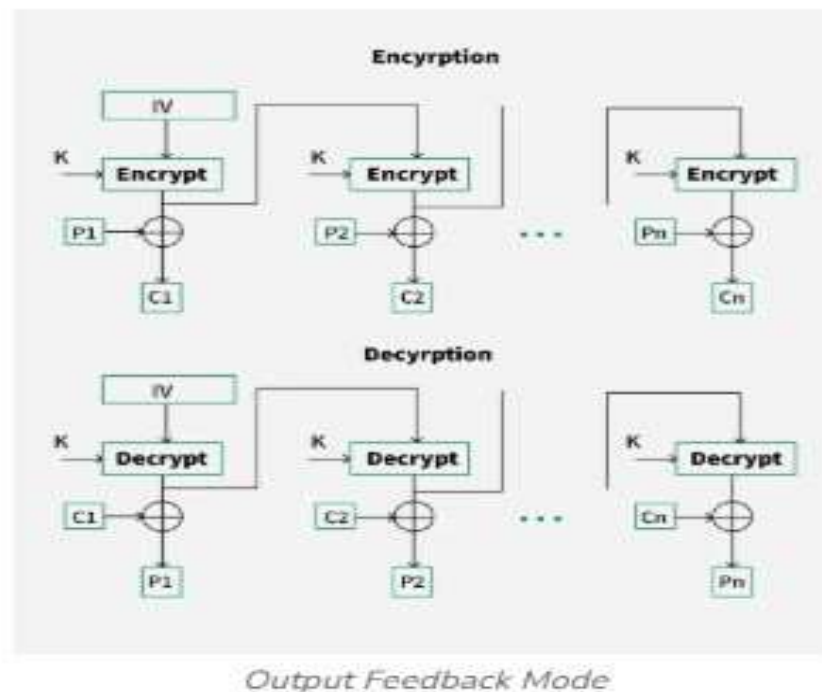 Encyrption
IV
K K K
Encrypt Encrypt Encrypt
P1 P2 ... Pn
C1 C2 Cn
Decyrption
IV
K K K
Decrypt Decrypt Decrypt
C1 C2 ... Cn
P1 P2 Pn
Output Feedback Mode